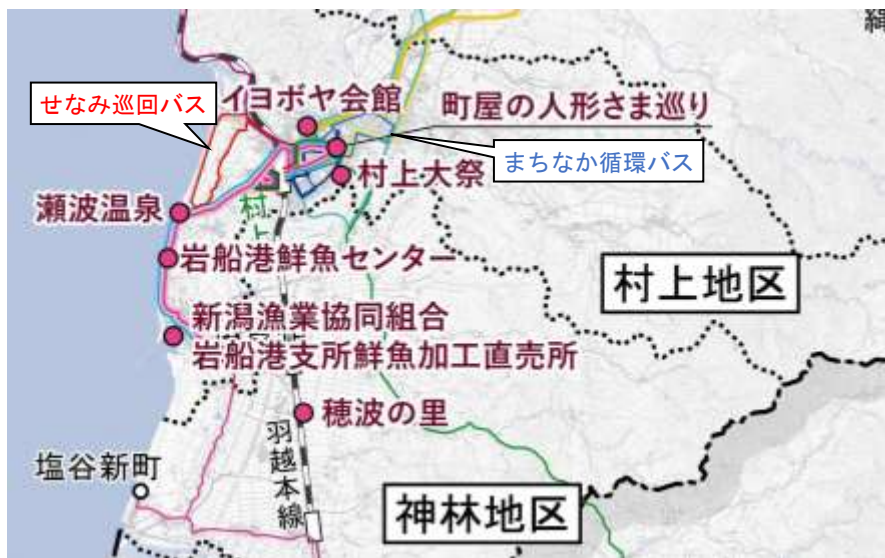 せなみ巡回バス
イヨボヤ会館
町屋の人形さま巡り
まちなか循環バス
村上大祭
瀬波温泉
村上
岩船港鮮魚センター
村上地区
新潟漁業協同組合
岩船港支所鮮魚加工直売所
穂波の里
羽越本線
塩谷新町
神林地区